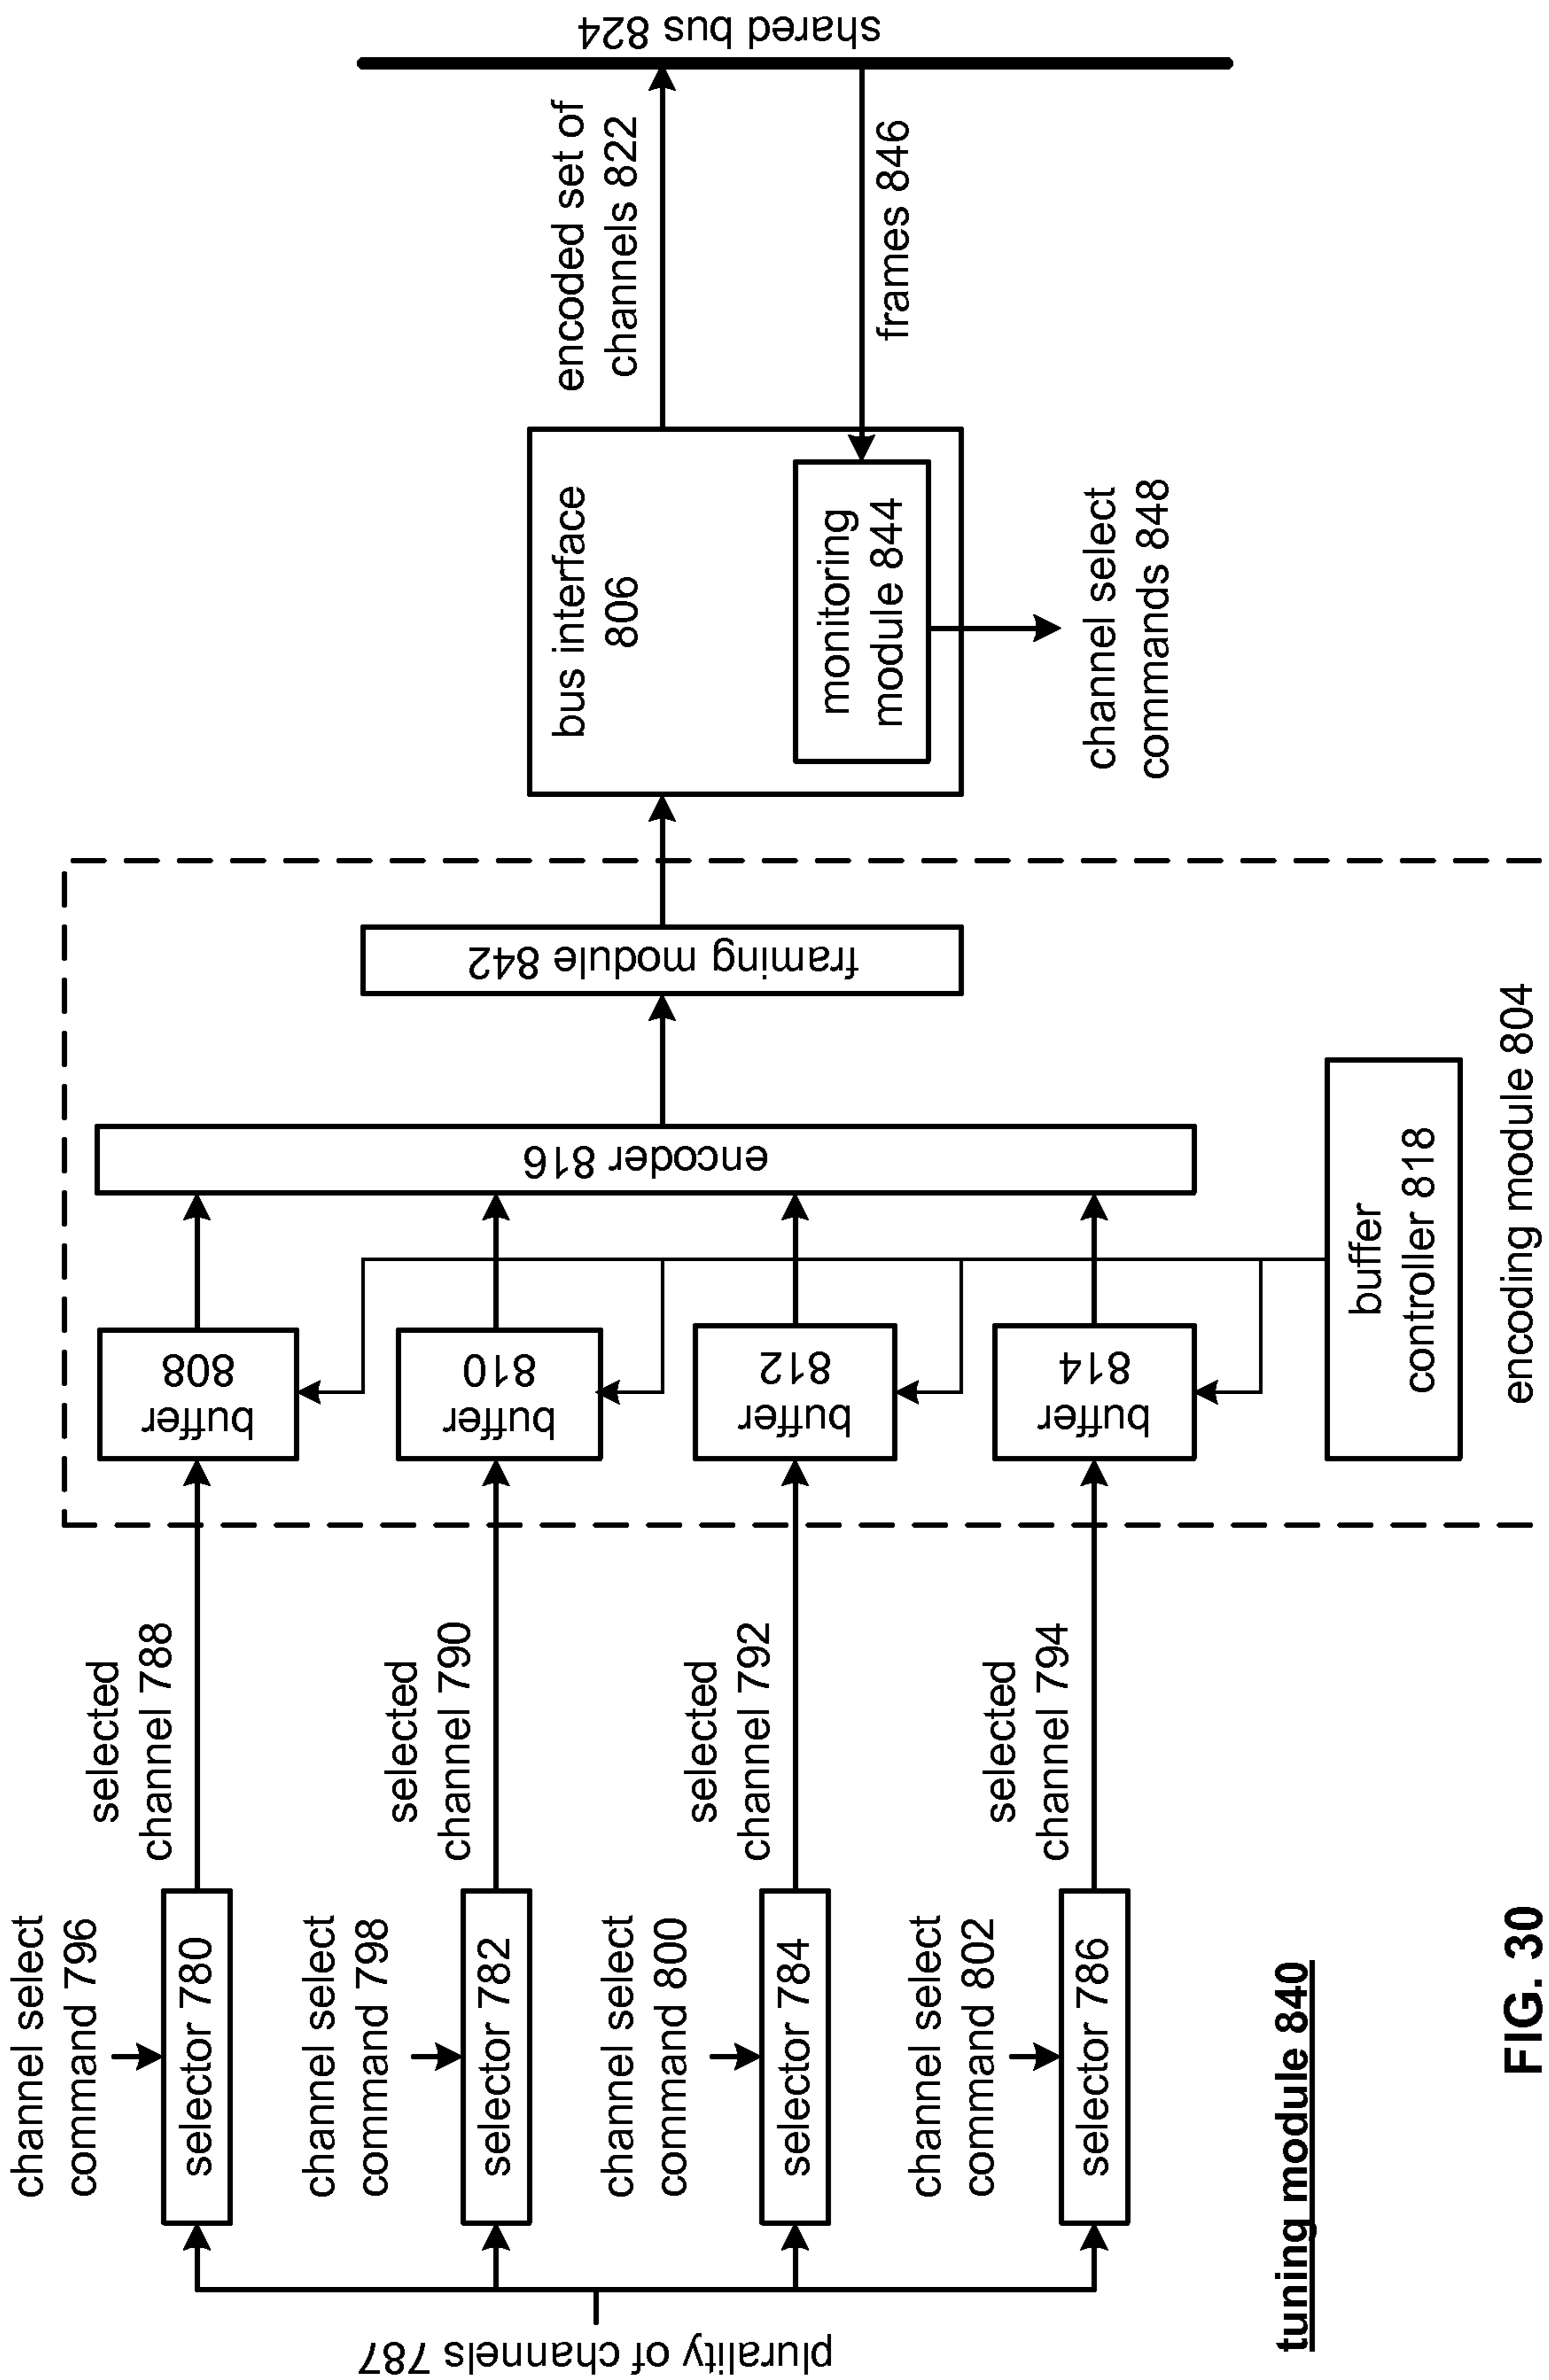 plurality of channels 787
channel select
command 796
selector 780
selected
channel 788
channel select
command 798
selector 782
selected
channel 790
channel select
command 800
selector 784
selected
channel 792
channel select
command 802
selector 786
selected
channel 794
buffer
808
buffer
810
buffer
812
buffer
814
encoder 816
buffer
controller 818
encoding module 804
framing module 842
bus interface
806
monitoring
module 844
channel select
commands 848
encoded set of
channels 822
frames 846
shared bus 824
tuning module 840
FIG. 30